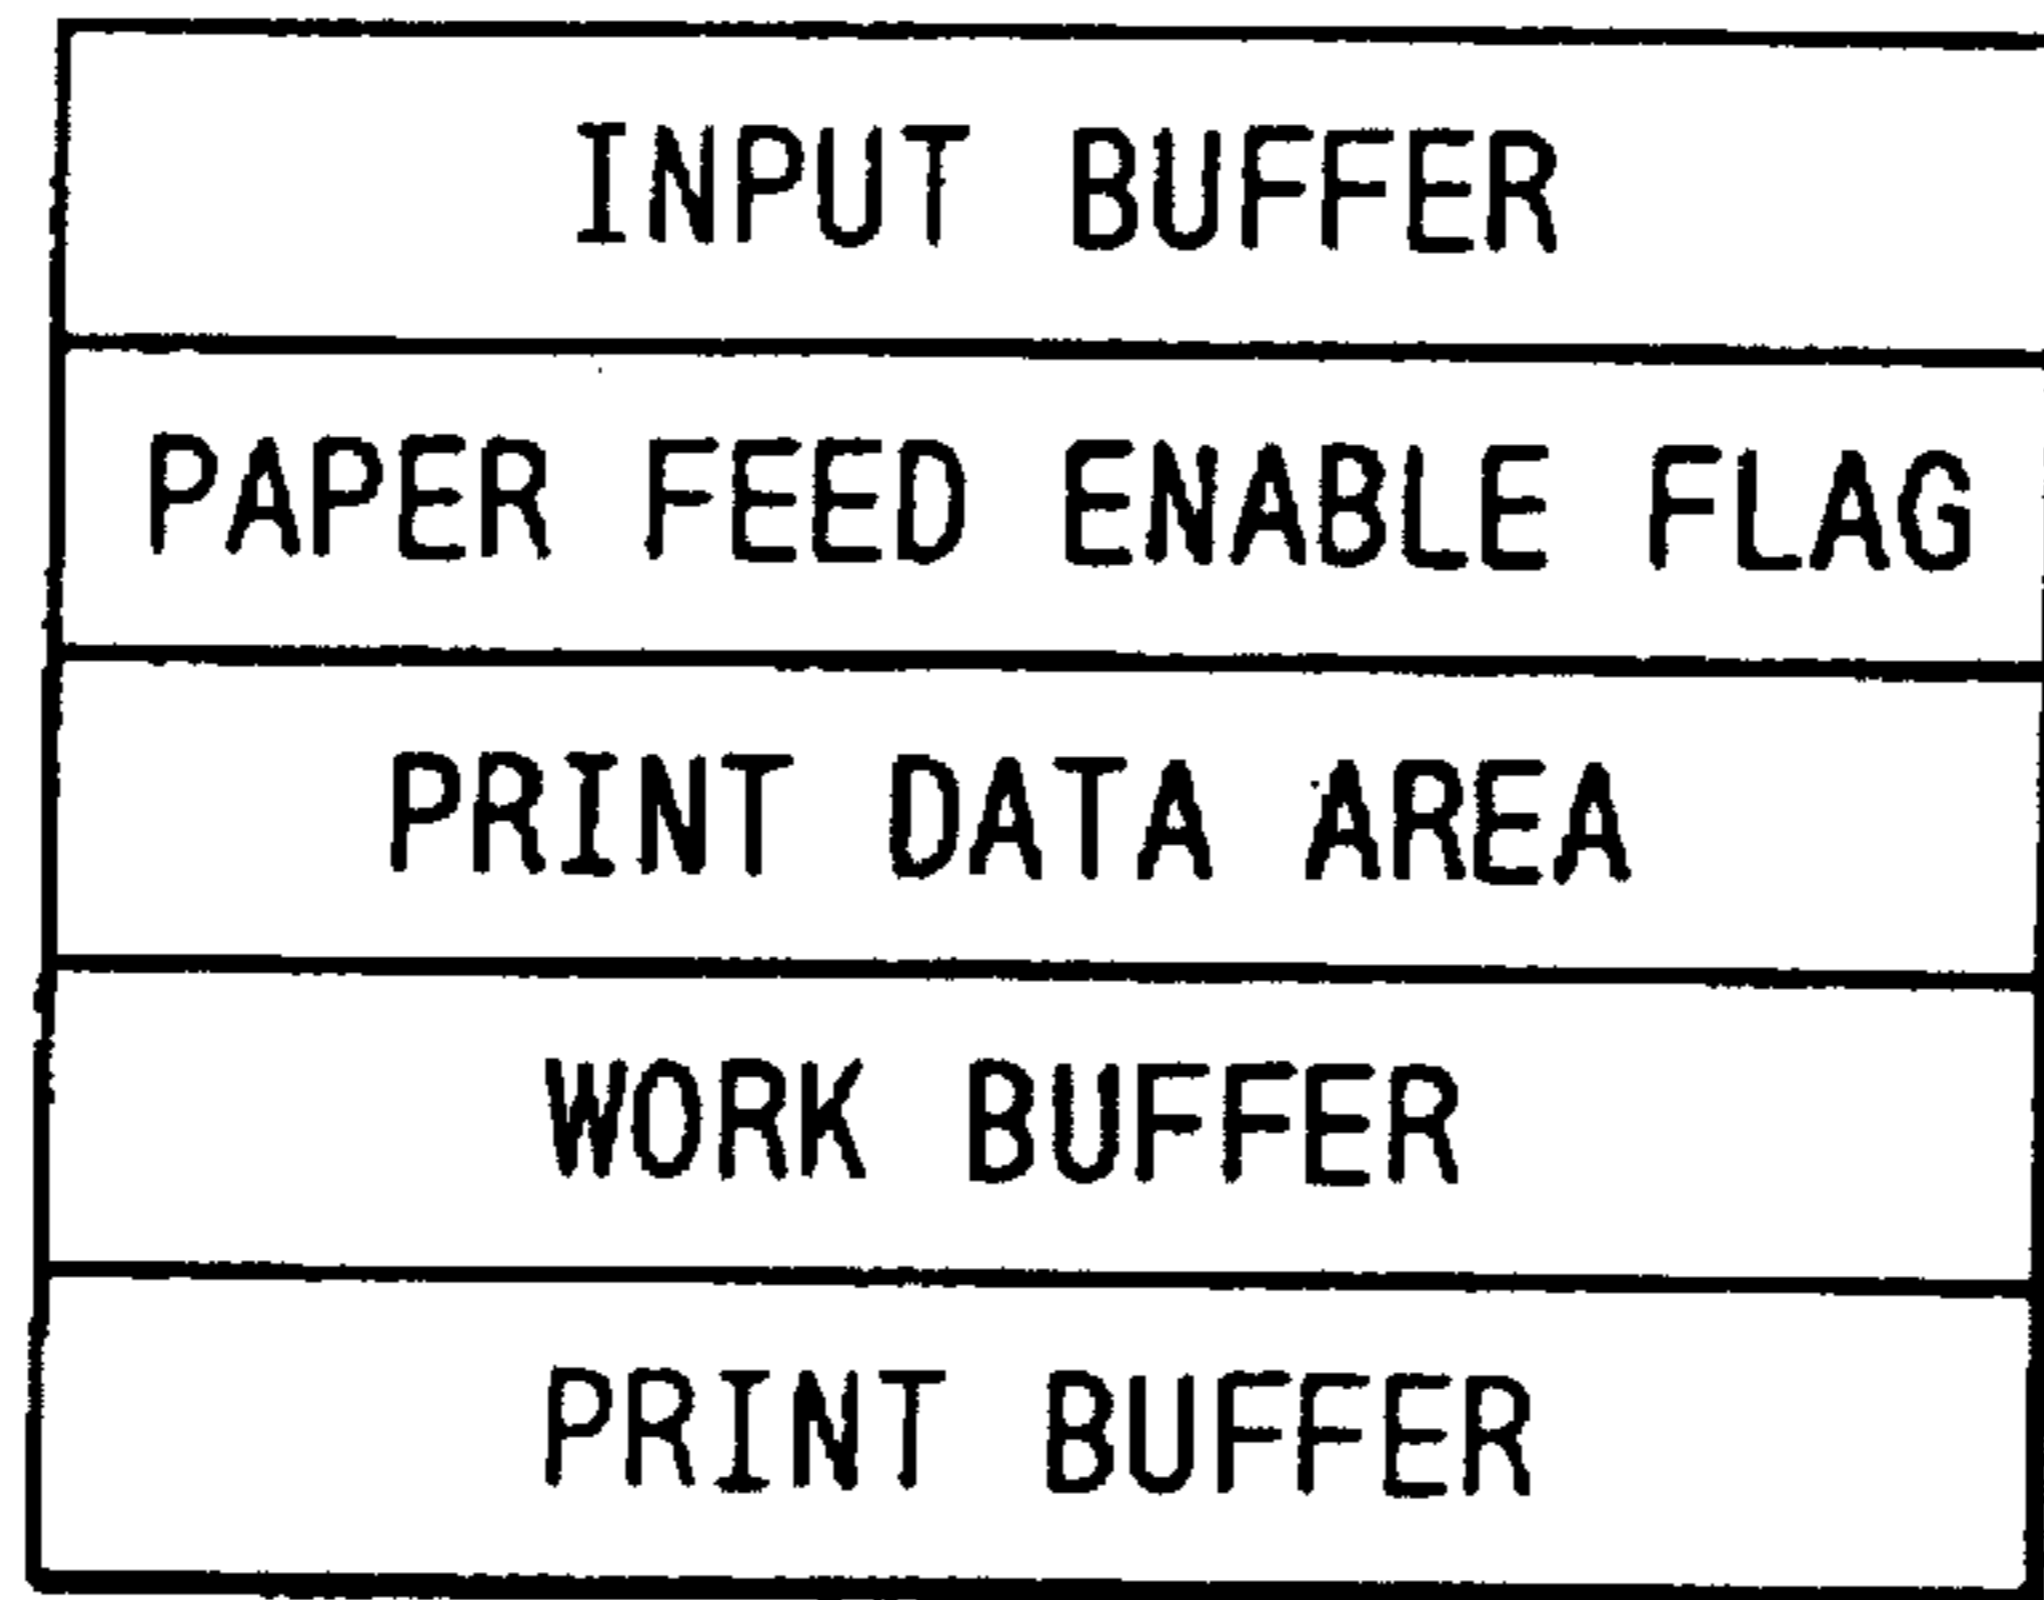 INPUT BUFFER
PAPER FEED ENABLE FLAG
PRINT DATA AREA
WORK BUFFER
PRINT BUFFER